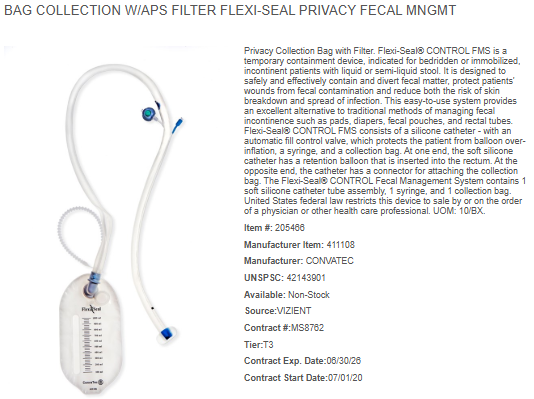 BAG COLLECTION W/APS FILTER FLEXI-SEAL PRIVACY FECAL MNGMT
Privacy Collection Bag with Filter. Flexi-Seal® CONTROL FMS is a
temporary containment device, indicated for bedridden or immobilized,
incontinent patients with liquid or semi-liquid stool. It is designed to
safely and effectively contain and divert fecal matter, protect patients'
wounds from fecal contamination and reduce both the risk of skin
breakdown and spread of infection. This easy-to-use system provides
an excellent alternative to traditional methods of managing fecal
incontinence such as pads, diapers, fecal pouches, and rectal tubes.
Flexi-Seal® CONTROL FMS consists of a silicone catheter - with an
automatic fill control valve, which protects the patient from balloon over-
inflation, a syringe, and a collection bag. At one end, the soft silicone
catheter has a retention balloon that is inserted into the rectum. At the
opposite end, the catheter has a connector for attaching the collection
bag. The Flexi-Seal® CONTROL Fecal Management System contains 1
soft silicone catheter tube assembly, 1 syringe, and 1 collection bag.
United States federal law restricts this device to sale by or on the order
of a physician or other health care professional. UOM: 10/BX.
Item #: 205466
Manufacturer Item: 411108
Manufacturer: CONVATEC
UNSPSC: 42143901
Available: Non-Stock
Source:VIZIENT
Contract #:MS8762
Tier:T3
Contract Exp. Date:06/30/26
Contract Start Date:07/01/20
Flexi Seal
ConvaTec